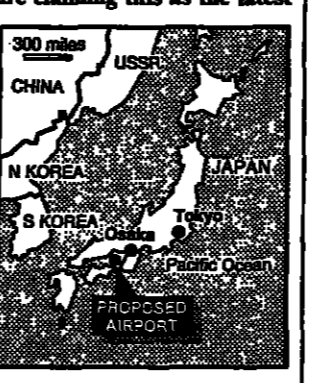 are claiming this as the latest
300 miles
USSR
CHINA
N KOREA
JAPAN
S KOREA
Tokyo
Osaka
Pacific Ocean
PROPOSED
AIRPORT